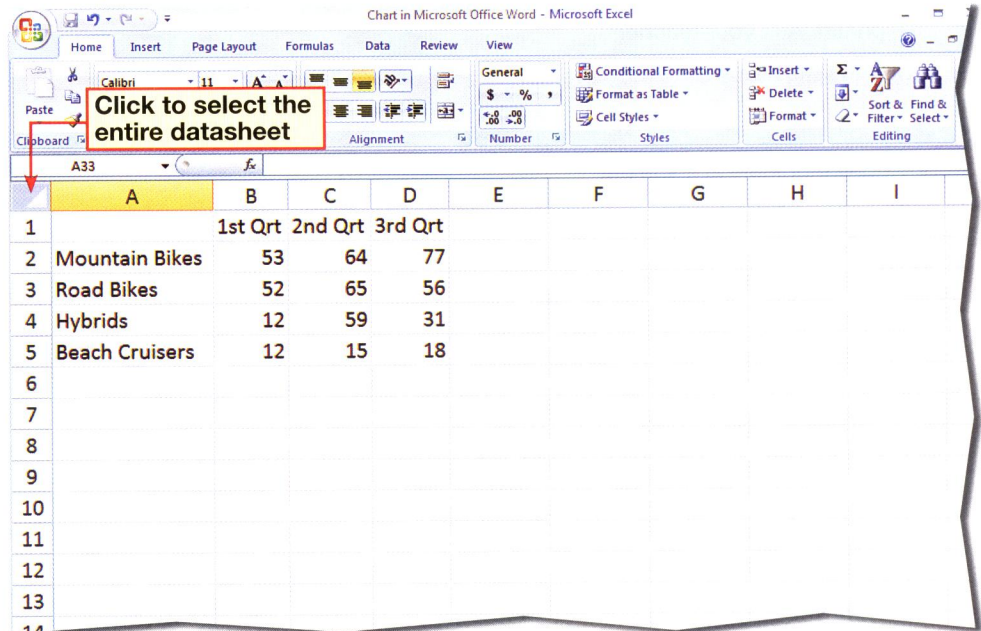 Chart in Microsoft Office Word - Microsoft Excel
Home Insert Page Layout Formulas Data Review View
Calibri 11 A A General Conditional Formatting Insert Σ
Paste $ % , Format as Table Delete Sort & Filter Find & Select
.00 .00 Cell Styles Format
Clipboard Alignment Number Styles Cells Editing
Click to select the
entire datasheet
A33 fx
A B C D E F G H I
1 1st Qrt 2nd Qrt 3rd Qrt
2 Mountain Bikes 53 64 77
3 Road Bikes 52 65 56
4 Hybrids 12 59 31
5 Beach Cruisers 12 15 18
6
7
8
9
10
11
12
13
14